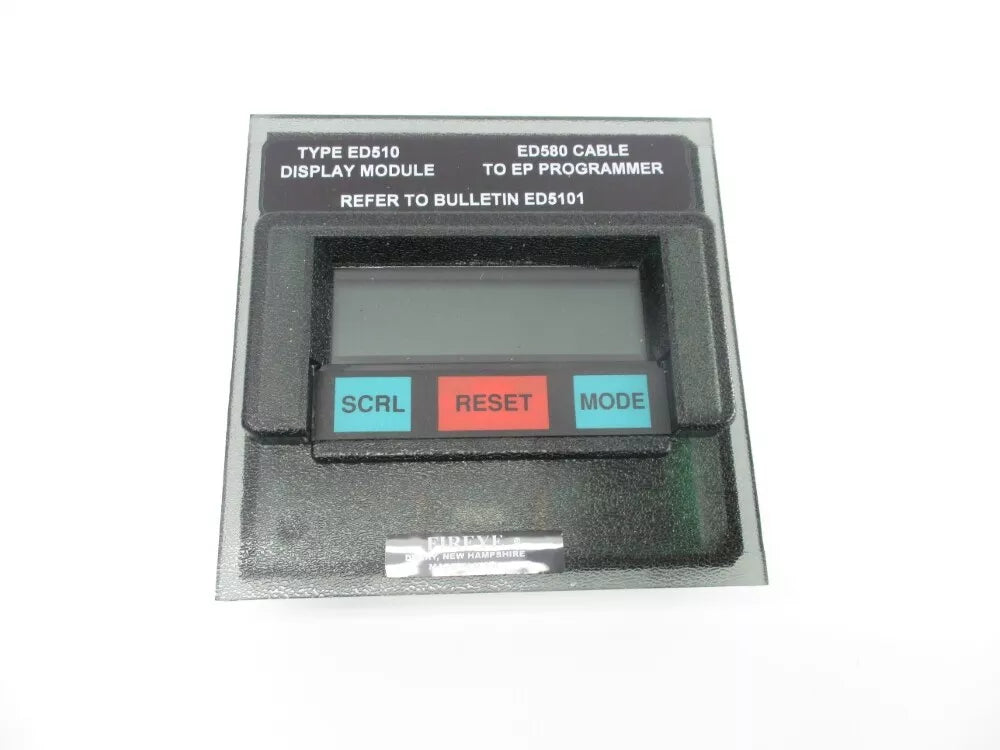 TYPE ED510
DISPLAY MODULE
ED580 CABLE
TO EP PROGRAMMER
REFER TO BULLETIN ED5101
SCRL
RESET
MODE
FIREYE ®
NEW HAMPSHIRE